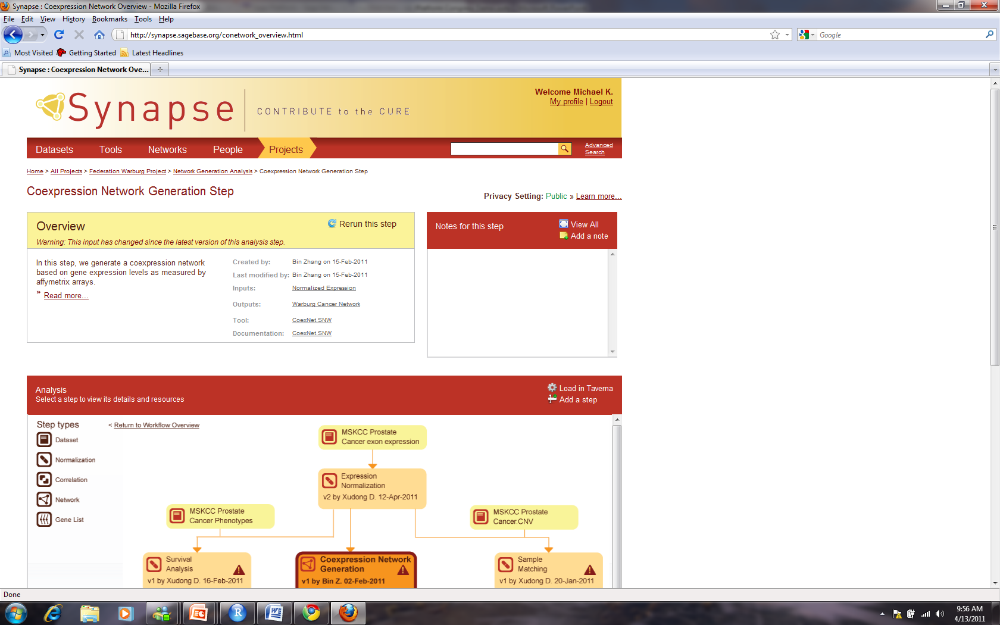 Synapse : Coexpression Network Overview - Mozilla Firefox
File Edit View History Bookmarks Tools Help
http://synapse.sagebase.org/conetwork_overview.html
Google
Most Visited Getting Started Latest Headlines
Synapse : Coexpression Network Ove...
Synapse
CONTRIBUTE to the CURE
Welcome Michael K.
My profile | Logout
Datasets Tools Networks People Projects
Advanced
Search
Home > All Projects > Federation Warburg Project > Network Generation Analysis > Coexpression Network Generation Step
Coexpression Network Generation Step
Privacy Setting: Public » Learn more...
Overview
Rerun this step
Warning: This input has changed since the latest version of this analysis step.
In this step, we generate a coexpression network
based on gene expression levels as measured by
affymetrix arrays.
» Read more...
Created by: Bin Zhang on 15-Feb-2011
Last modified by: Bin Zhang on 15-Feb-2011
Inputs: Normalized Expression
Outputs: Warburg Cancer Network
Tool: CoexNet.SNW
Documentation: CoexNet.SNW
Notes for this step
View All
Add a note
Analysis
Select a step to view its details and resources
Load in Taverna
Add a step
Step types
Dataset
Normalization
Correlation
Network
Gene List
< Return to Workflow Overview
MSKCC Prostate
Cancer exon expression
Expression
Normalization
v2 by Xudong D. 12-Apr-2011
MSKCC Prostate
Cancer Phenotypes
MSKCC Prostate
Cancer.CNV
Survival
Analysis
v1 by Xudong D. 16-Feb-2011
Coexpression Network
Generation
v1 by Bin Z. 02-Feb-2011
Sample
Matching
v1 by Xudong D. 20-Jan-2011
Done
9:56 AM
4/13/2011